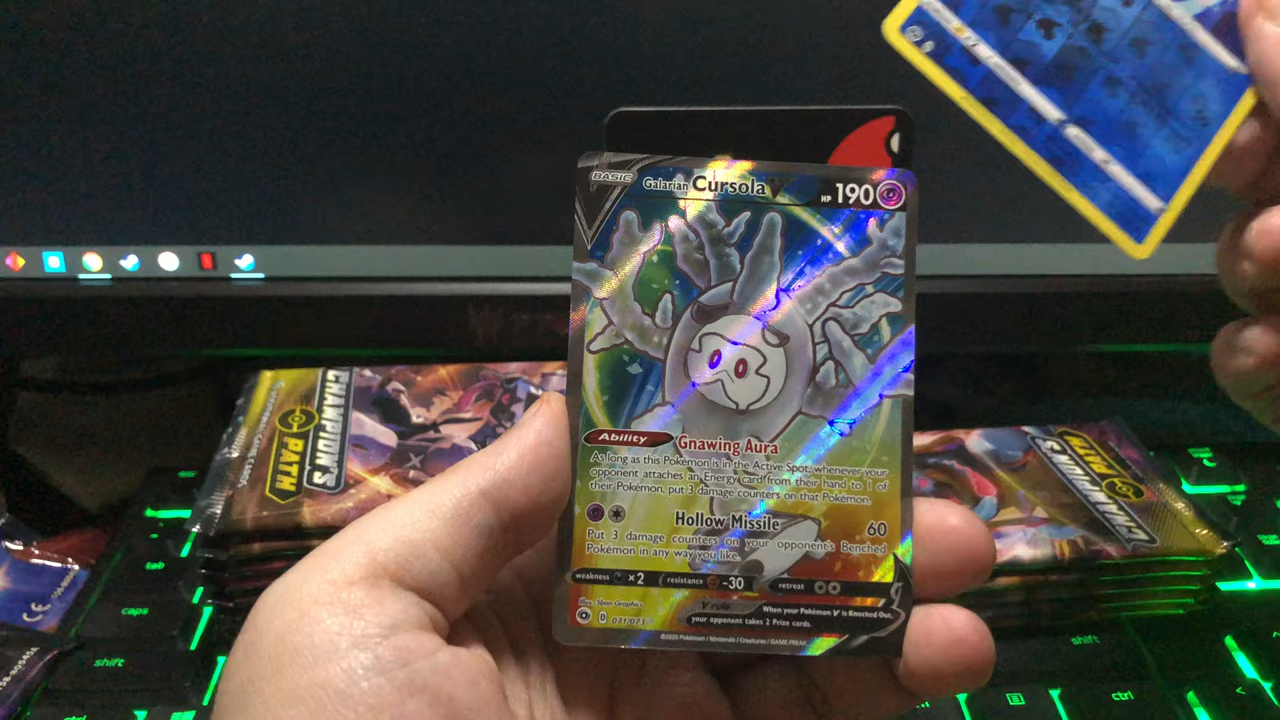 BASIC
Galarian Cursola V
HP 190
Ability Gnawing Aura
As long as this Pokémon is in the Active Spot, whenever your
opponent attaches an Energy card from their hand to 1 of
their Pokémon, put 3 damage counters on that Pokémon.
Hollow Missile 60
Put 3 damage counters on your opponent's Benched
Pokémon in any way you like.
weakness ×2 resistance -30 retreat
Illus. 5ban Graphics
D 071/073
V rule When your Pokémon V is Knocked Out,
your opponent takes 2 Prize cards.
©2020 Pokémon / Nintendo / Creatures / GAME FREAK
CHAMPION'S
PATH
CHAMPION'S
PATH
CE
tab
caps
shift
shift
ctrl